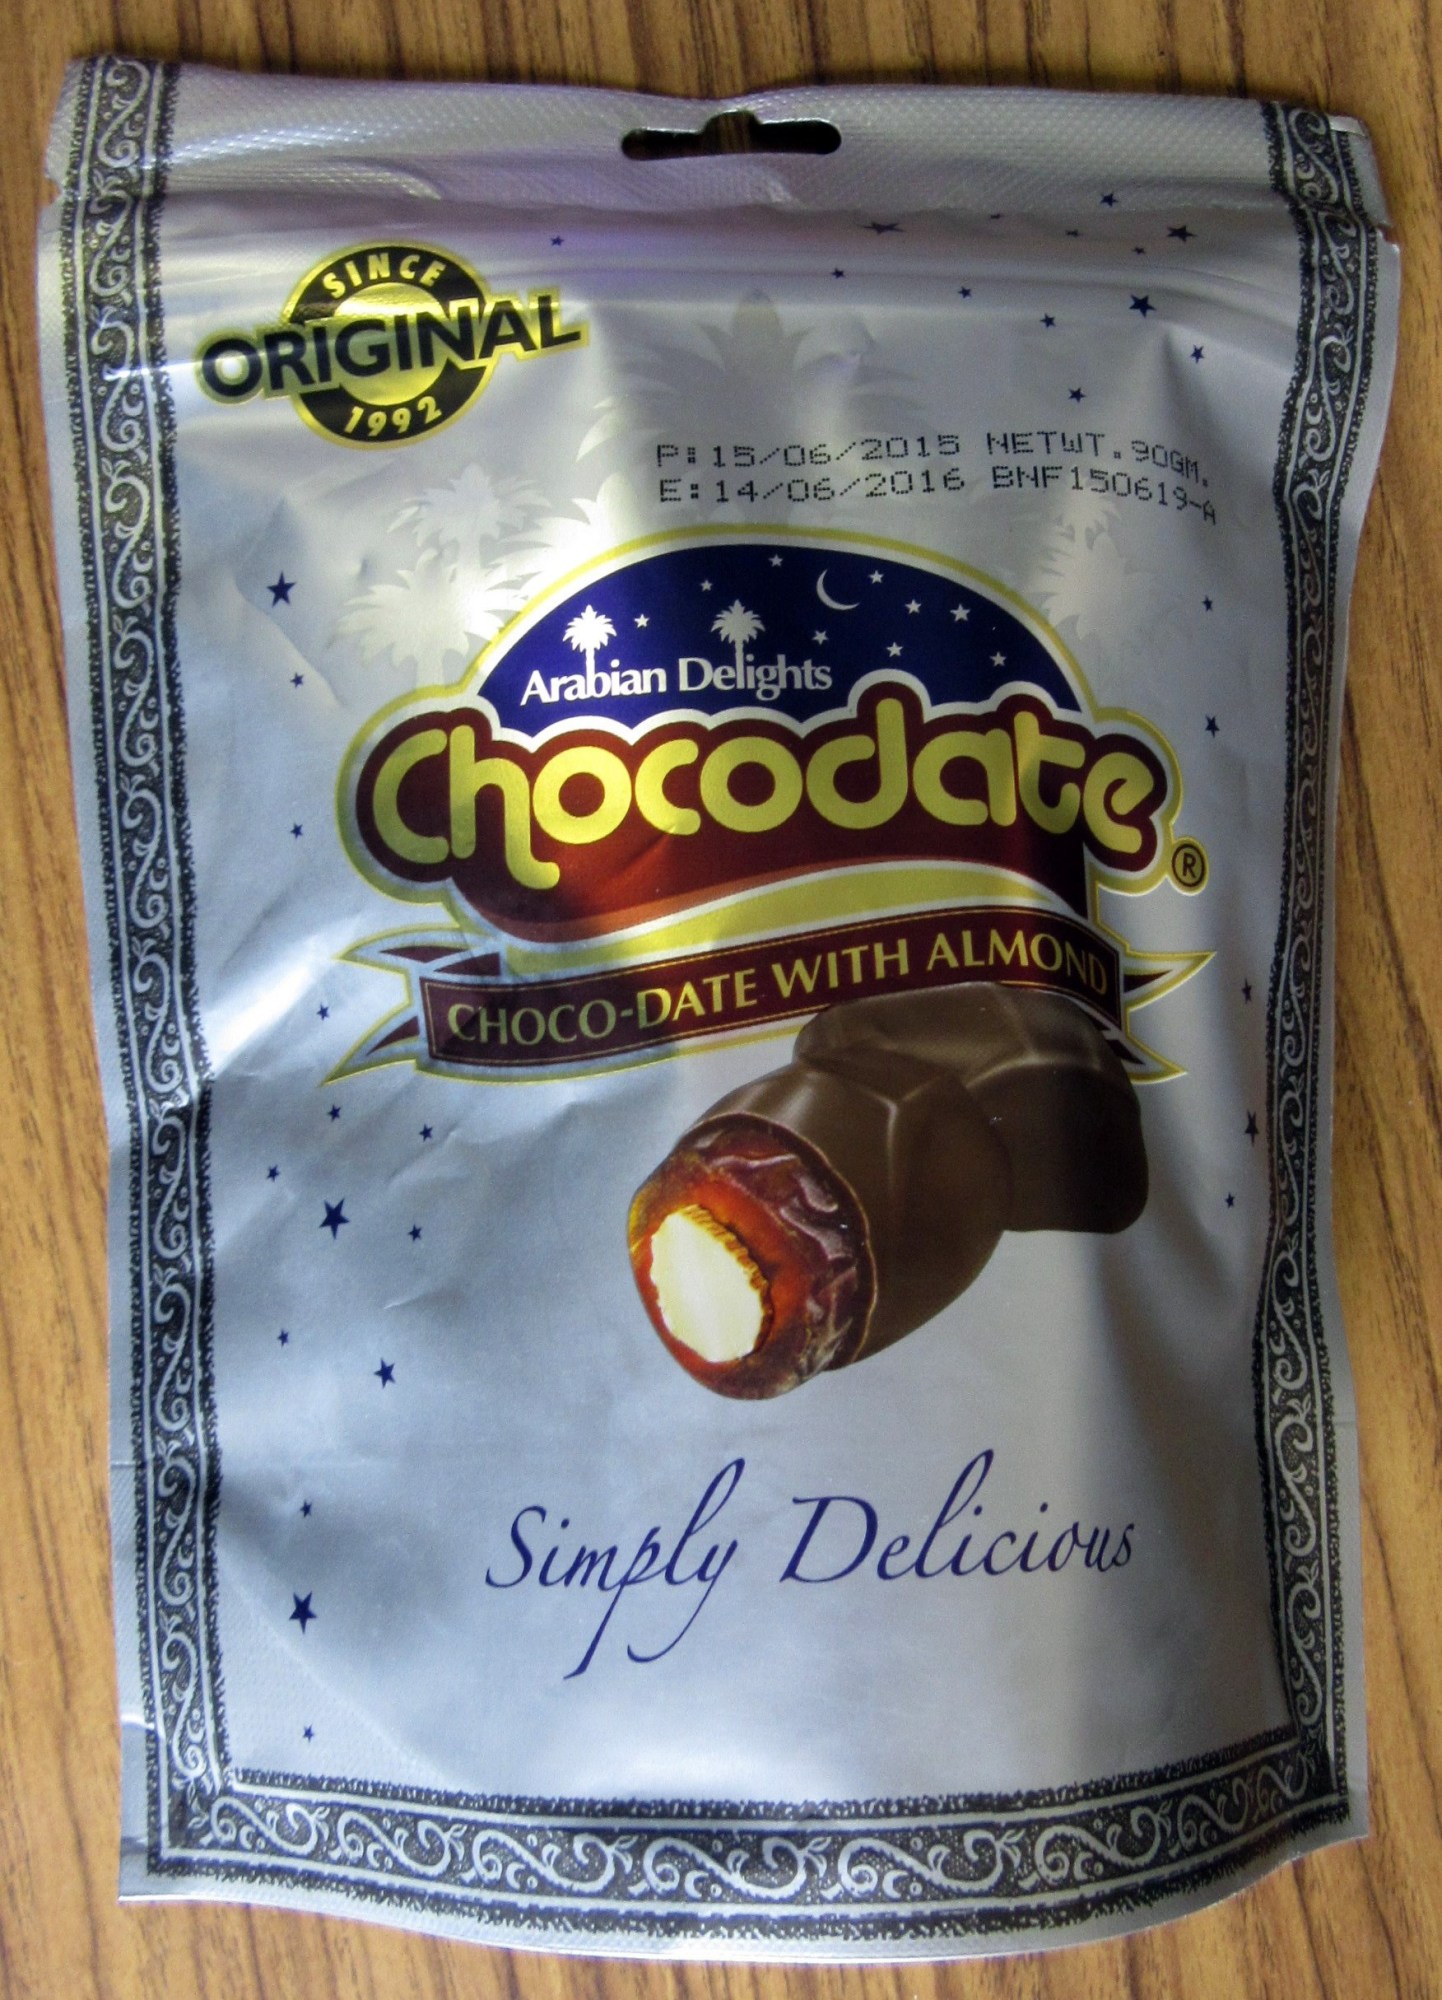 SINCE
ORIGINAL
1992
P:15/06/2015 NETWT.90GM.
E:14/06/2016 BNF150619-A
Arabian Delights
Chocodate®
CHOCO-DATE WITH ALMOND
Simply Delicious